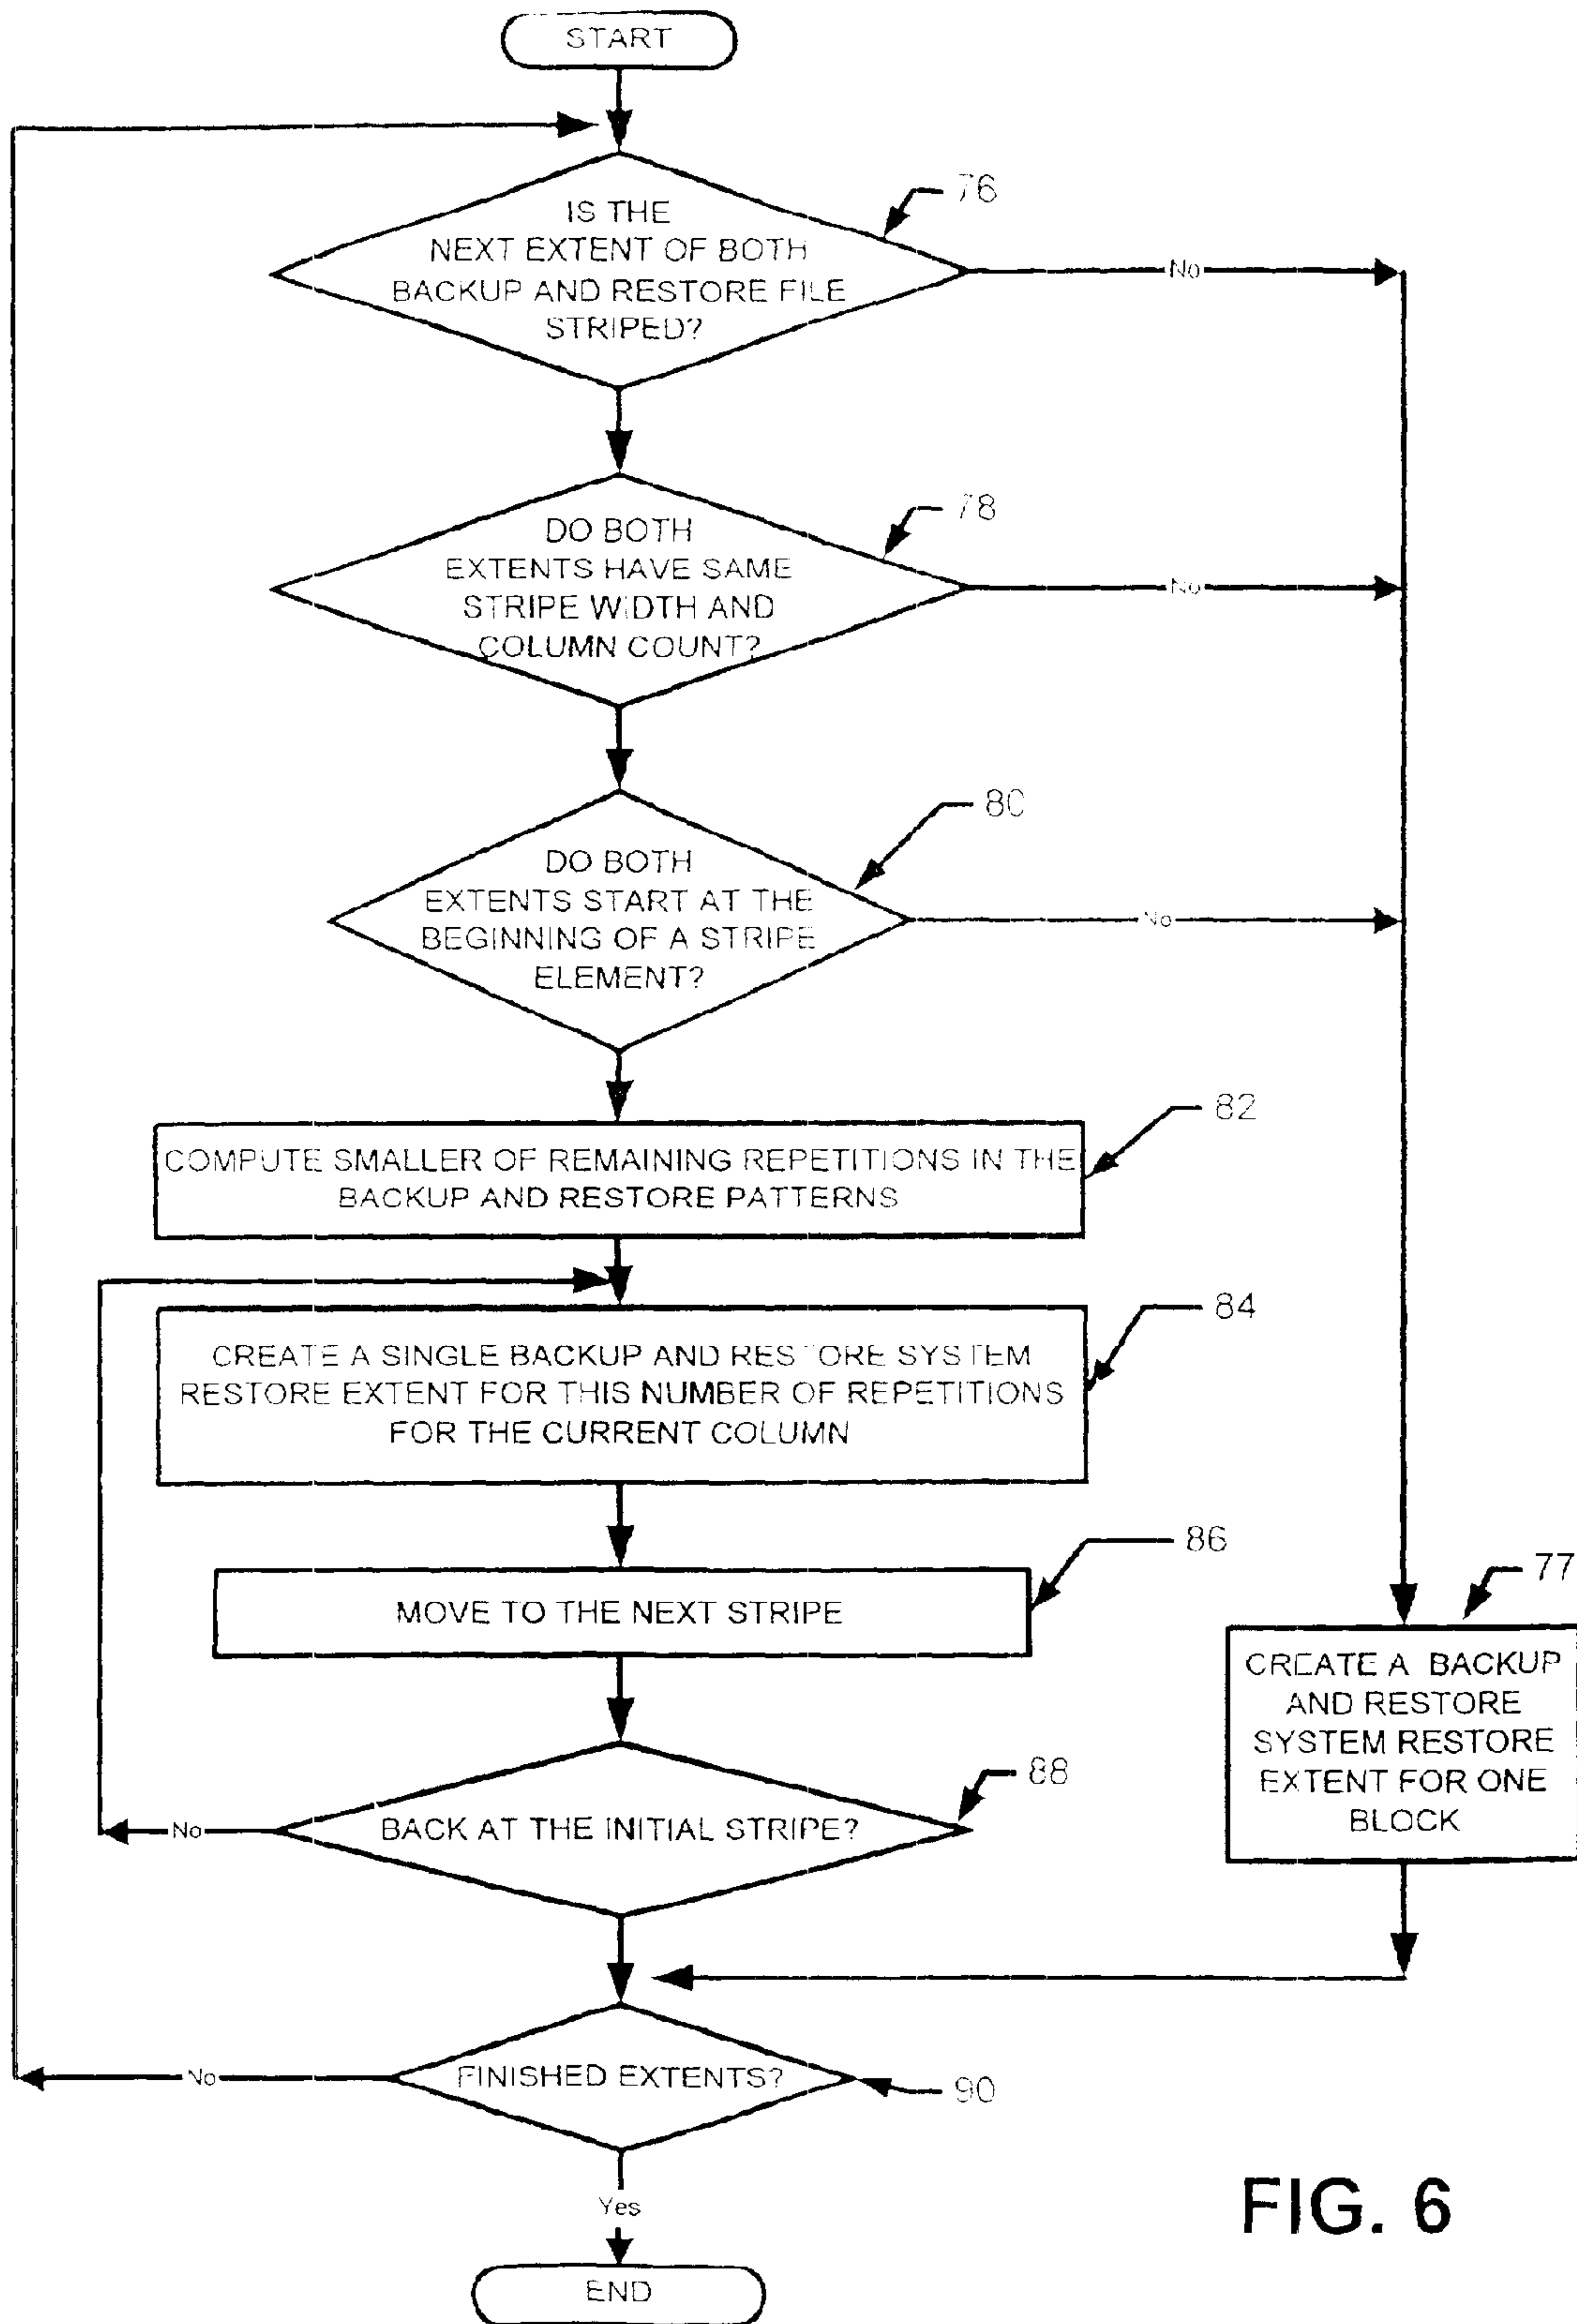 START
76
IS THE
NEXT EXTENT OF BOTH
BACKUP AND RESTORE FILE
STRIPED?
No
78
DO BOTH
EXTENTS HAVE SAME
STRIPE WIDTH AND
COLUMN COUNT?
No
80
DO BOTH
EXTENTS START AT THE
BEGINNING OF A STRIPE
ELEMENT?
No
82
COMPUTE SMALLER OF REMAINING REPETITIONS IN THE
BACKUP AND RESTORE PATTERNS
84
CREATE A SINGLE BACKUP AND RESTORE SYSTEM
RESTORE EXTENT FOR THIS NUMBER OF REPETITIONS
FOR THE CURRENT COLUMN
86
MOVE TO THE NEXT STRIPE
77
CREATE A BACKUP
AND RESTORE
SYSTEM RESTORE
EXTENT FOR ONE
BLOCK
88
BACK AT THE INITIAL STRIPE?
No
FINISHED EXTENTS?
No
90
Yes
END
FIG. 6